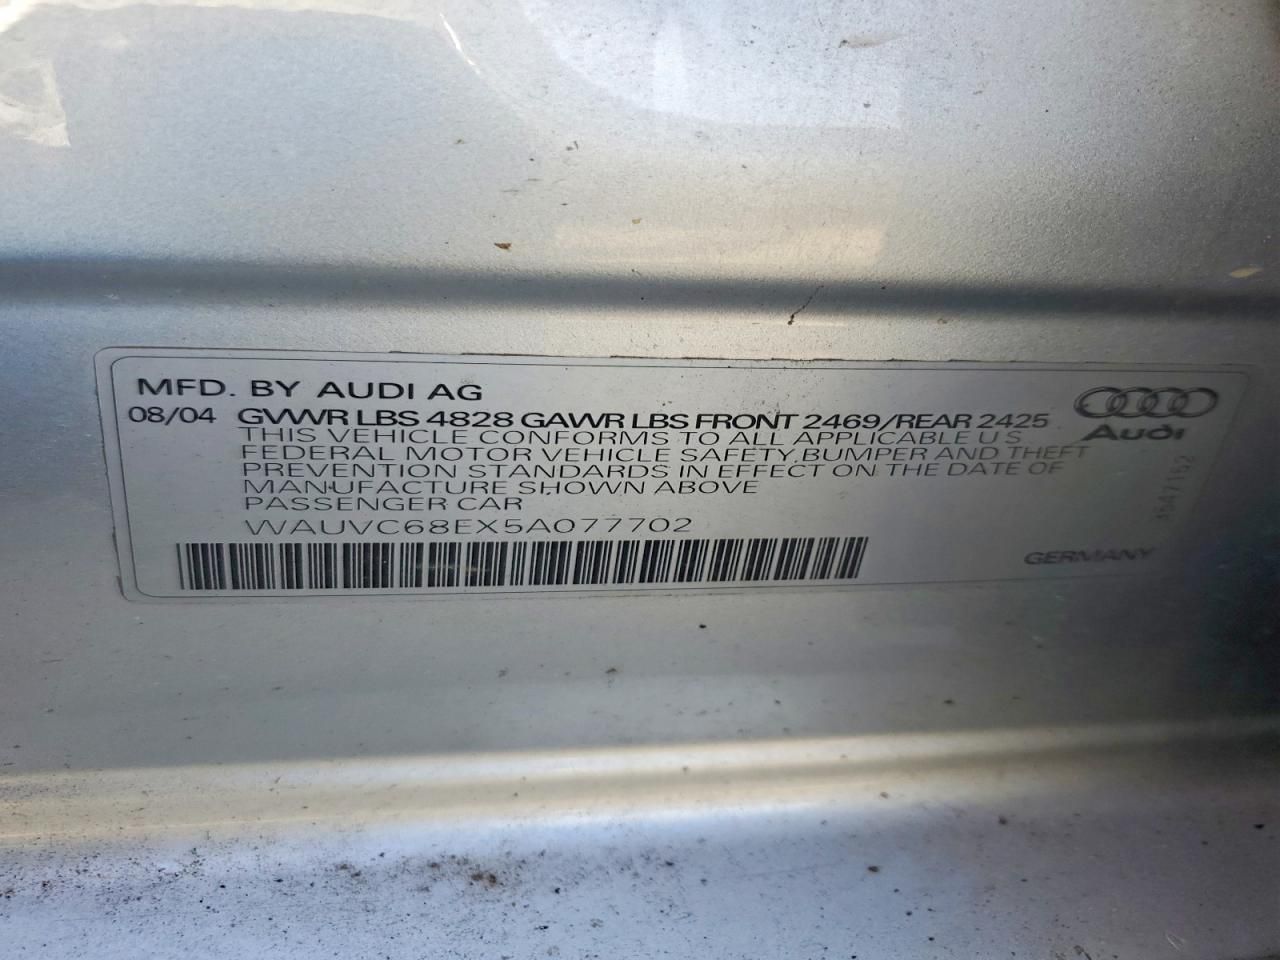 MFD. BY AUDI AG
08/04 GVWR LBS 4828 GAWR LBS FRONT 2469/REAR 2425
THIS VEHICLE CONFORMS TO ALL APPLICABLE U S
FEDERAL MOTOR VEHICLE SAFETY, BUMPER AND THEFT
PREVENTION STANDARDS IN EFFECT ON THE DATE OF
MANUFACTURE SHOWN ABOVE
PASSENGER CAR
WAUVC68EX5A077702
Audi
GERMANY